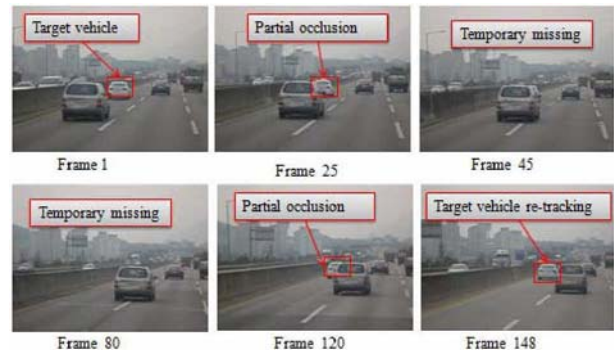 Target vehicle
Partial occlusion
Temporary missing
Frame 1
Frame 25
Frame 45
Temporary missing
Partial occlusion
Target vehicle re-tracking
Frame 80
Frame 120
Frame 148